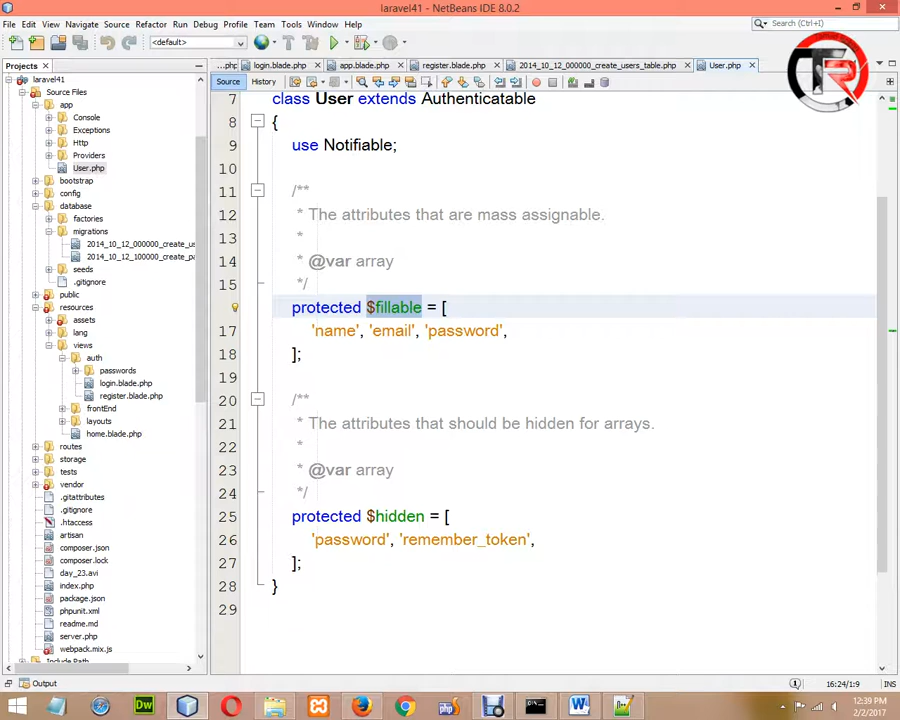 laravel41 - NetBeans IDE 8.0.2
File Edit View Navigate Source Refactor Run Debug Profile Team Tools Window Help
Search (Ctrl+I)
<default>
Projects
...php login.blade.php app.blade.php register.blade.php 2014_10_12_000000_create_users_table.php User.php
Source History
laravel41
Source Files
app
Console
Exceptions
Http
Providers
User.php
bootstrap
config
database
factories
migrations
2014_10_12_000000_create_us
2014_10_12_100000_create_pa
seeds
.gitignore
public
resources
assets
lang
views
auth
passwords
login.blade.php
register.blade.php
frontEnd
layouts
home.blade.php
routes
storage
tests
vendor
.gitattributes
.gitignore
.htaccess
artisan
composer.json
composer.lock
day_23.avi
index.php
package.json
phpunit.xml
readme.md
server.php
webpack.mix.js
Include Path
7 class User extends Authenticatable
8 {
9 use Notifiable;
10
11 /**
12 * The attributes that are mass assignable.
13 *
14 * @var array
15 */
protected $fillable = [
17 'name', 'email', 'password',
18 ];
19
20 /**
21 * The attributes that should be hidden for arrays.
22 *
23 * @var array
24 */
25 protected $hidden = [
26 'password', 'remember_token',
27 ];
28 }
29
Output
16:24/1:9 INS
Dw
php
W
12:39 PM
2/2/2017